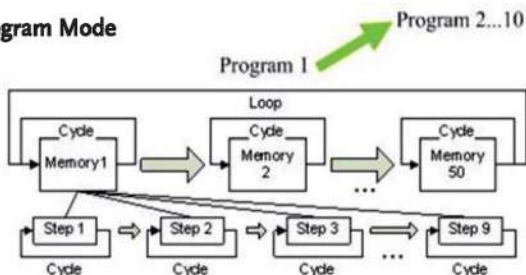 gram Mode
Program 2...10
Program 1
Loop
Cycle Cycle Cycle
Memory1 Memory 2 ... Memory 50
Step 1 Step 2 Step 3 ... Step 9
Cycle Cycle Cycle Cycle